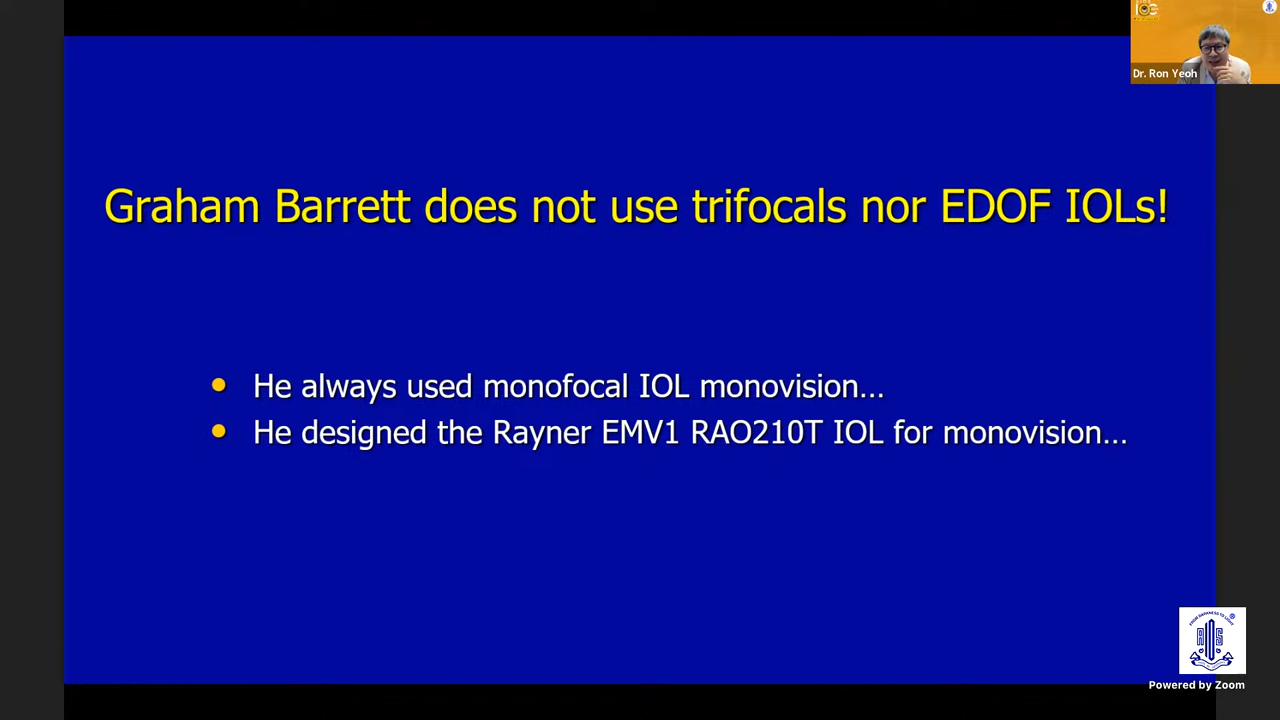 Dr. Ron Yeoh
Graham Barrett does not use trifocals nor EDOF IOLs!
• He always used monofocal IOL monovision...
• He designed the Rayner EMV1 RAO210T IOL for monovision...
Powered by Zoom